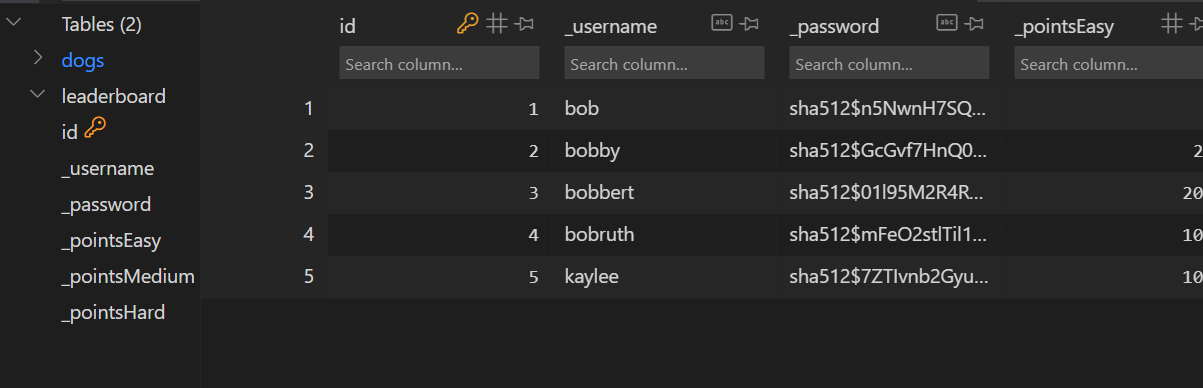 Tables (2)
dogs
leaderboard
id
_username
_password
_pointsEasy
_pointsMedium
_pointsHard
id _username _password _pointsEasy
Search column... Search column... Search column... Search column...
1 1 bob sha512$n5NwnH7SQ...
2 2 bobby sha512$GcGvf7HnQ0... 2
3 3 bobbert sha512$01l95M2R4R... 20
4 4 bobruth sha512$mFeO2stlTil1... 10
5 5 kaylee sha512$7ZTIvnb2Gyu... 10